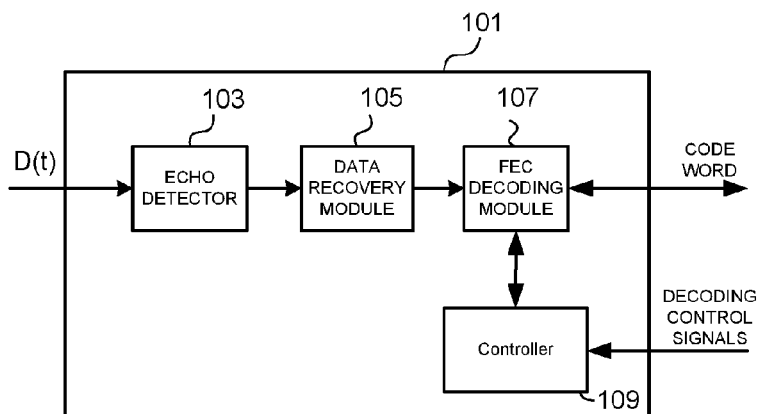 101
103
105
107
D(t)
ECHO
DETECTOR
DATA
RECOVERY
MODULE
FEC
DECODING
MODULE
CODE
WORD
Controller
DECODING
CONTROL
SIGNALS
109